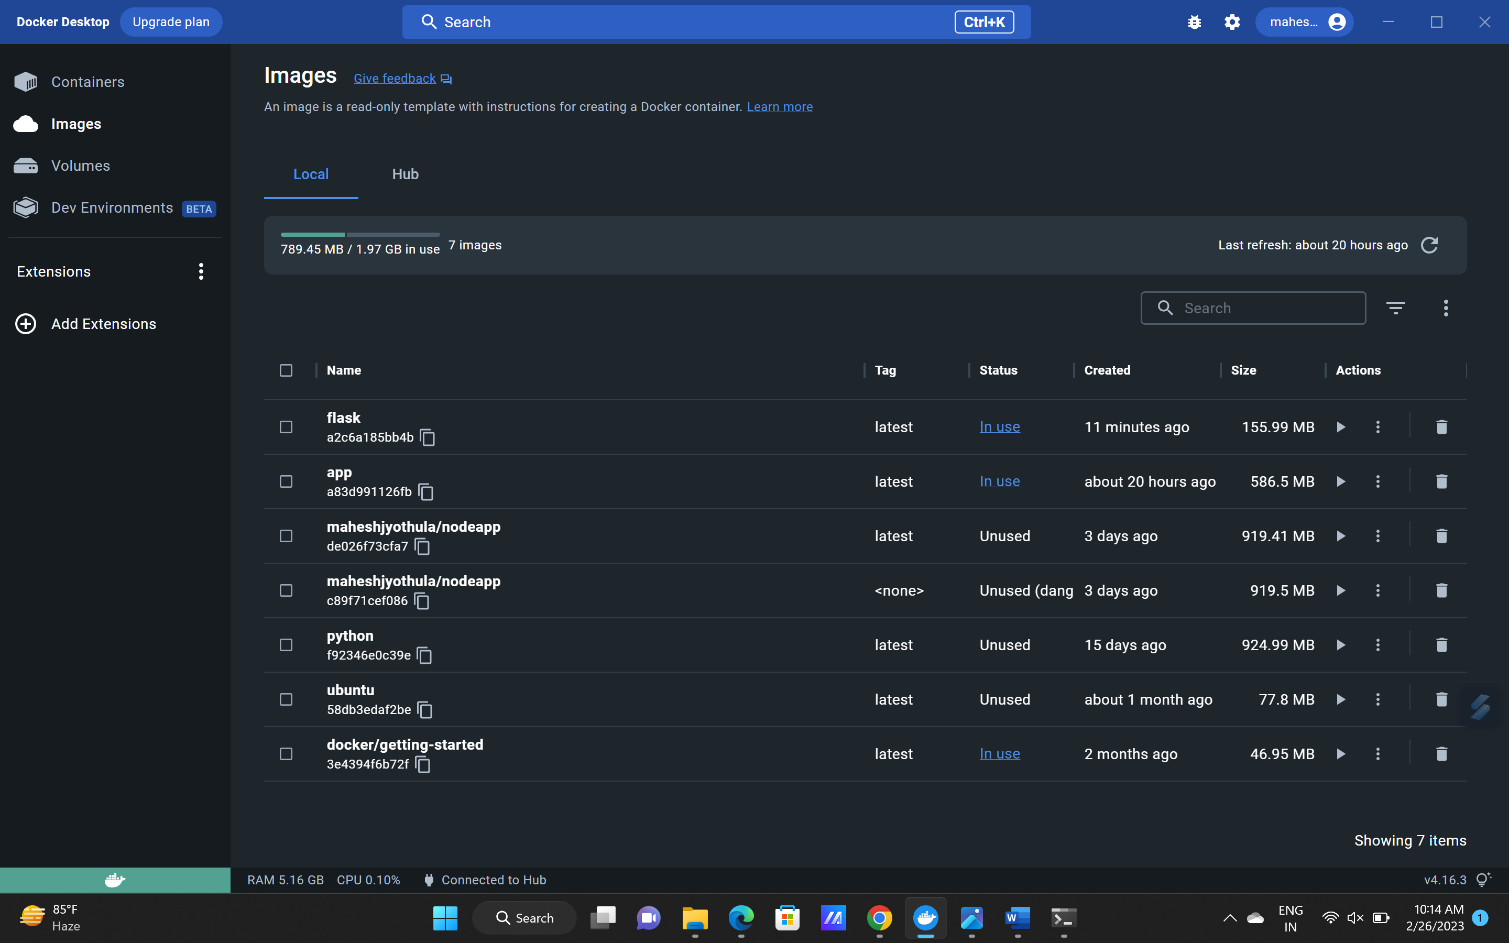 Docker Desktop
Upgrade plan
Search
Ctrl+K
mahes...
Containers
Images
Volumes
Dev Environments BETA
Extensions
Add Extensions
Images
Give feedback
An image is a read-only template with instructions for creating a Docker container. Learn more
Local
Hub
789.45 MB / 1.97 GB in use
7 images
Last refresh: about 20 hours ago
Search
Name Tag Status Created Size Actions
flask
a2c6a185bb4b
latest In use 11 minutes ago 155.99 MB
app
a83d991126fb
latest In use about 20 hours ago 586.5 MB
maheshjyothula/nodeapp
de026f73cfa7
latest Unused 3 days ago 919.41 MB
maheshjyothula/nodeapp
c89f71cef086
<none> Unused (dang 3 days ago 919.5 MB
python
f92346e0c39e
latest Unused 15 days ago 924.99 MB
ubuntu
58db3edaf2be
latest Unused about 1 month ago 77.8 MB
docker/getting-started
3e4394f6b72f
latest In use 2 months ago 46.95 MB
Showing 7 items
RAM 5.16 GB CPU 0.10% Connected to Hub
v4.16.3
85°F
Haze
Search
ENG
IN
10:14 AM
2/26/2023
1